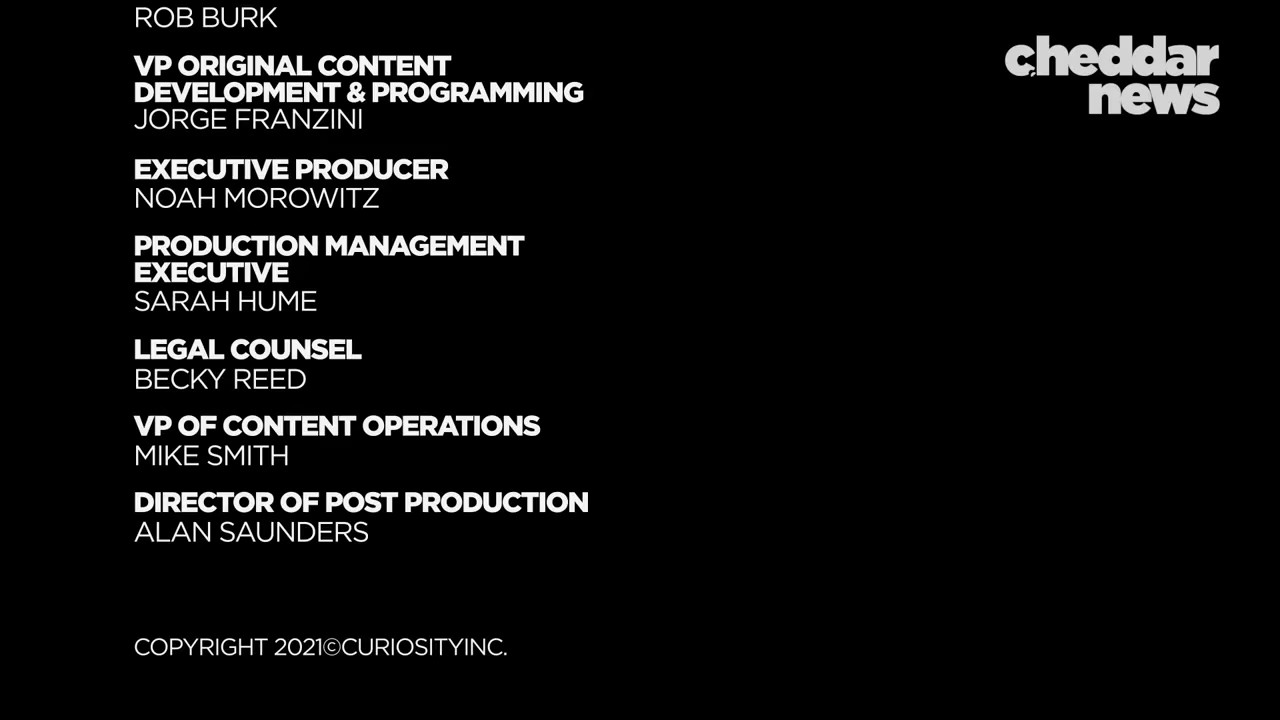 ROB BURK
VP ORIGINAL CONTENT
DEVELOPMENT & PROGRAMMING
JORGE FRANZINI
EXECUTIVE PRODUCER
NOAH MOROWITZ
PRODUCTION MANAGEMENT
EXECUTIVE
SARAH HUME
LEGAL COUNSEL
BECKY REED
VP OF CONTENT OPERATIONS
MIKE SMITH
DIRECTOR OF POST PRODUCTION
ALAN SAUNDERS
COPYRIGHT 2021©CURIOSITYINC.
cheddar
news